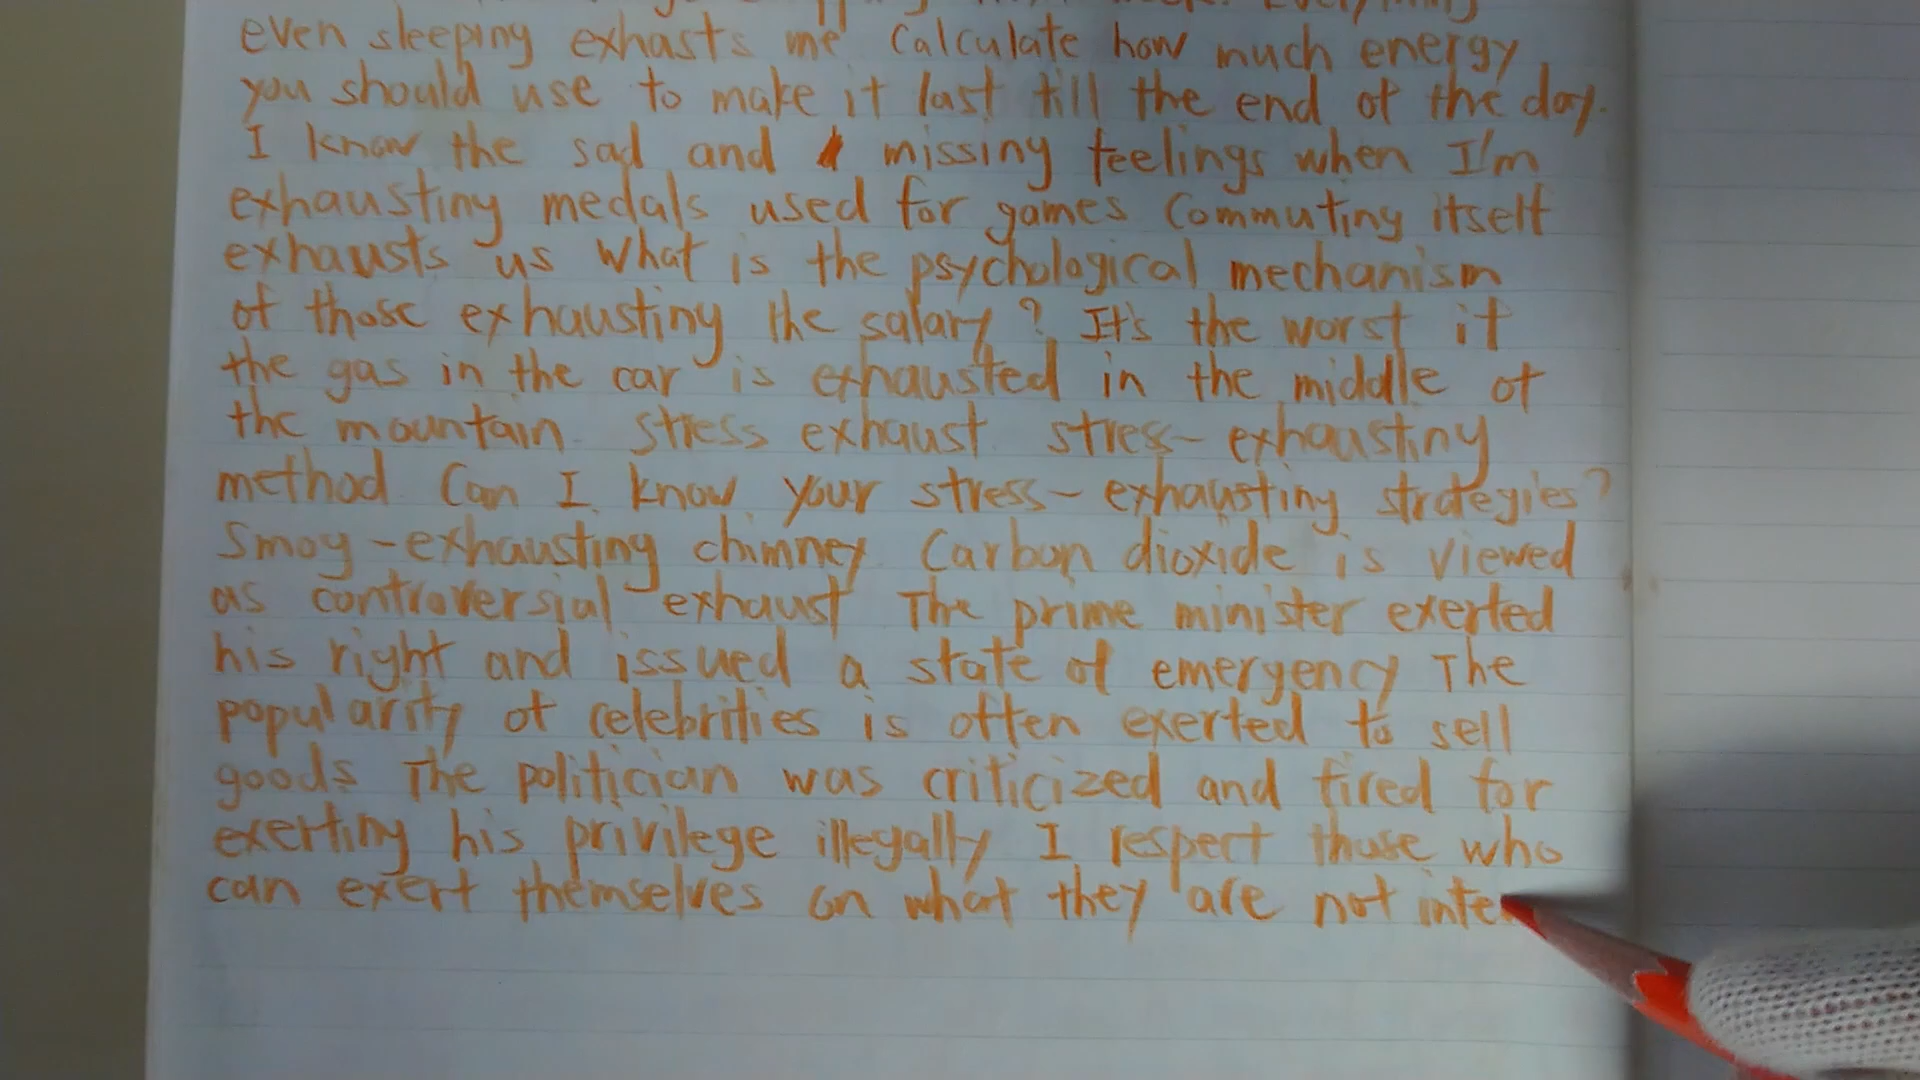 even sleeping exhasts me Calculate how much energy
you should use to make it last till the end of the day.
I know the sad and missing feelings when I'm
exhausting medals used for games Commuting itself
exhausts us What is the psychological mechanism
of those exhausting the salary? It's the worst if
the gas in the car is exhausted in the middle of
the mountain. Stress exhaust stress-exhausting
method Can I know your stress-exhausting strategies?
Smog-exhausting chimney Carbon dioxide is viewed
as controversial exhaust The prime minister exerted
his right and issued a state of emergency The
popularity of celebrities is often exerted to sell
goods The politician was criticized and fired for
exerting his privilege illegally I respect those who
can exert themselves on what they are not inte